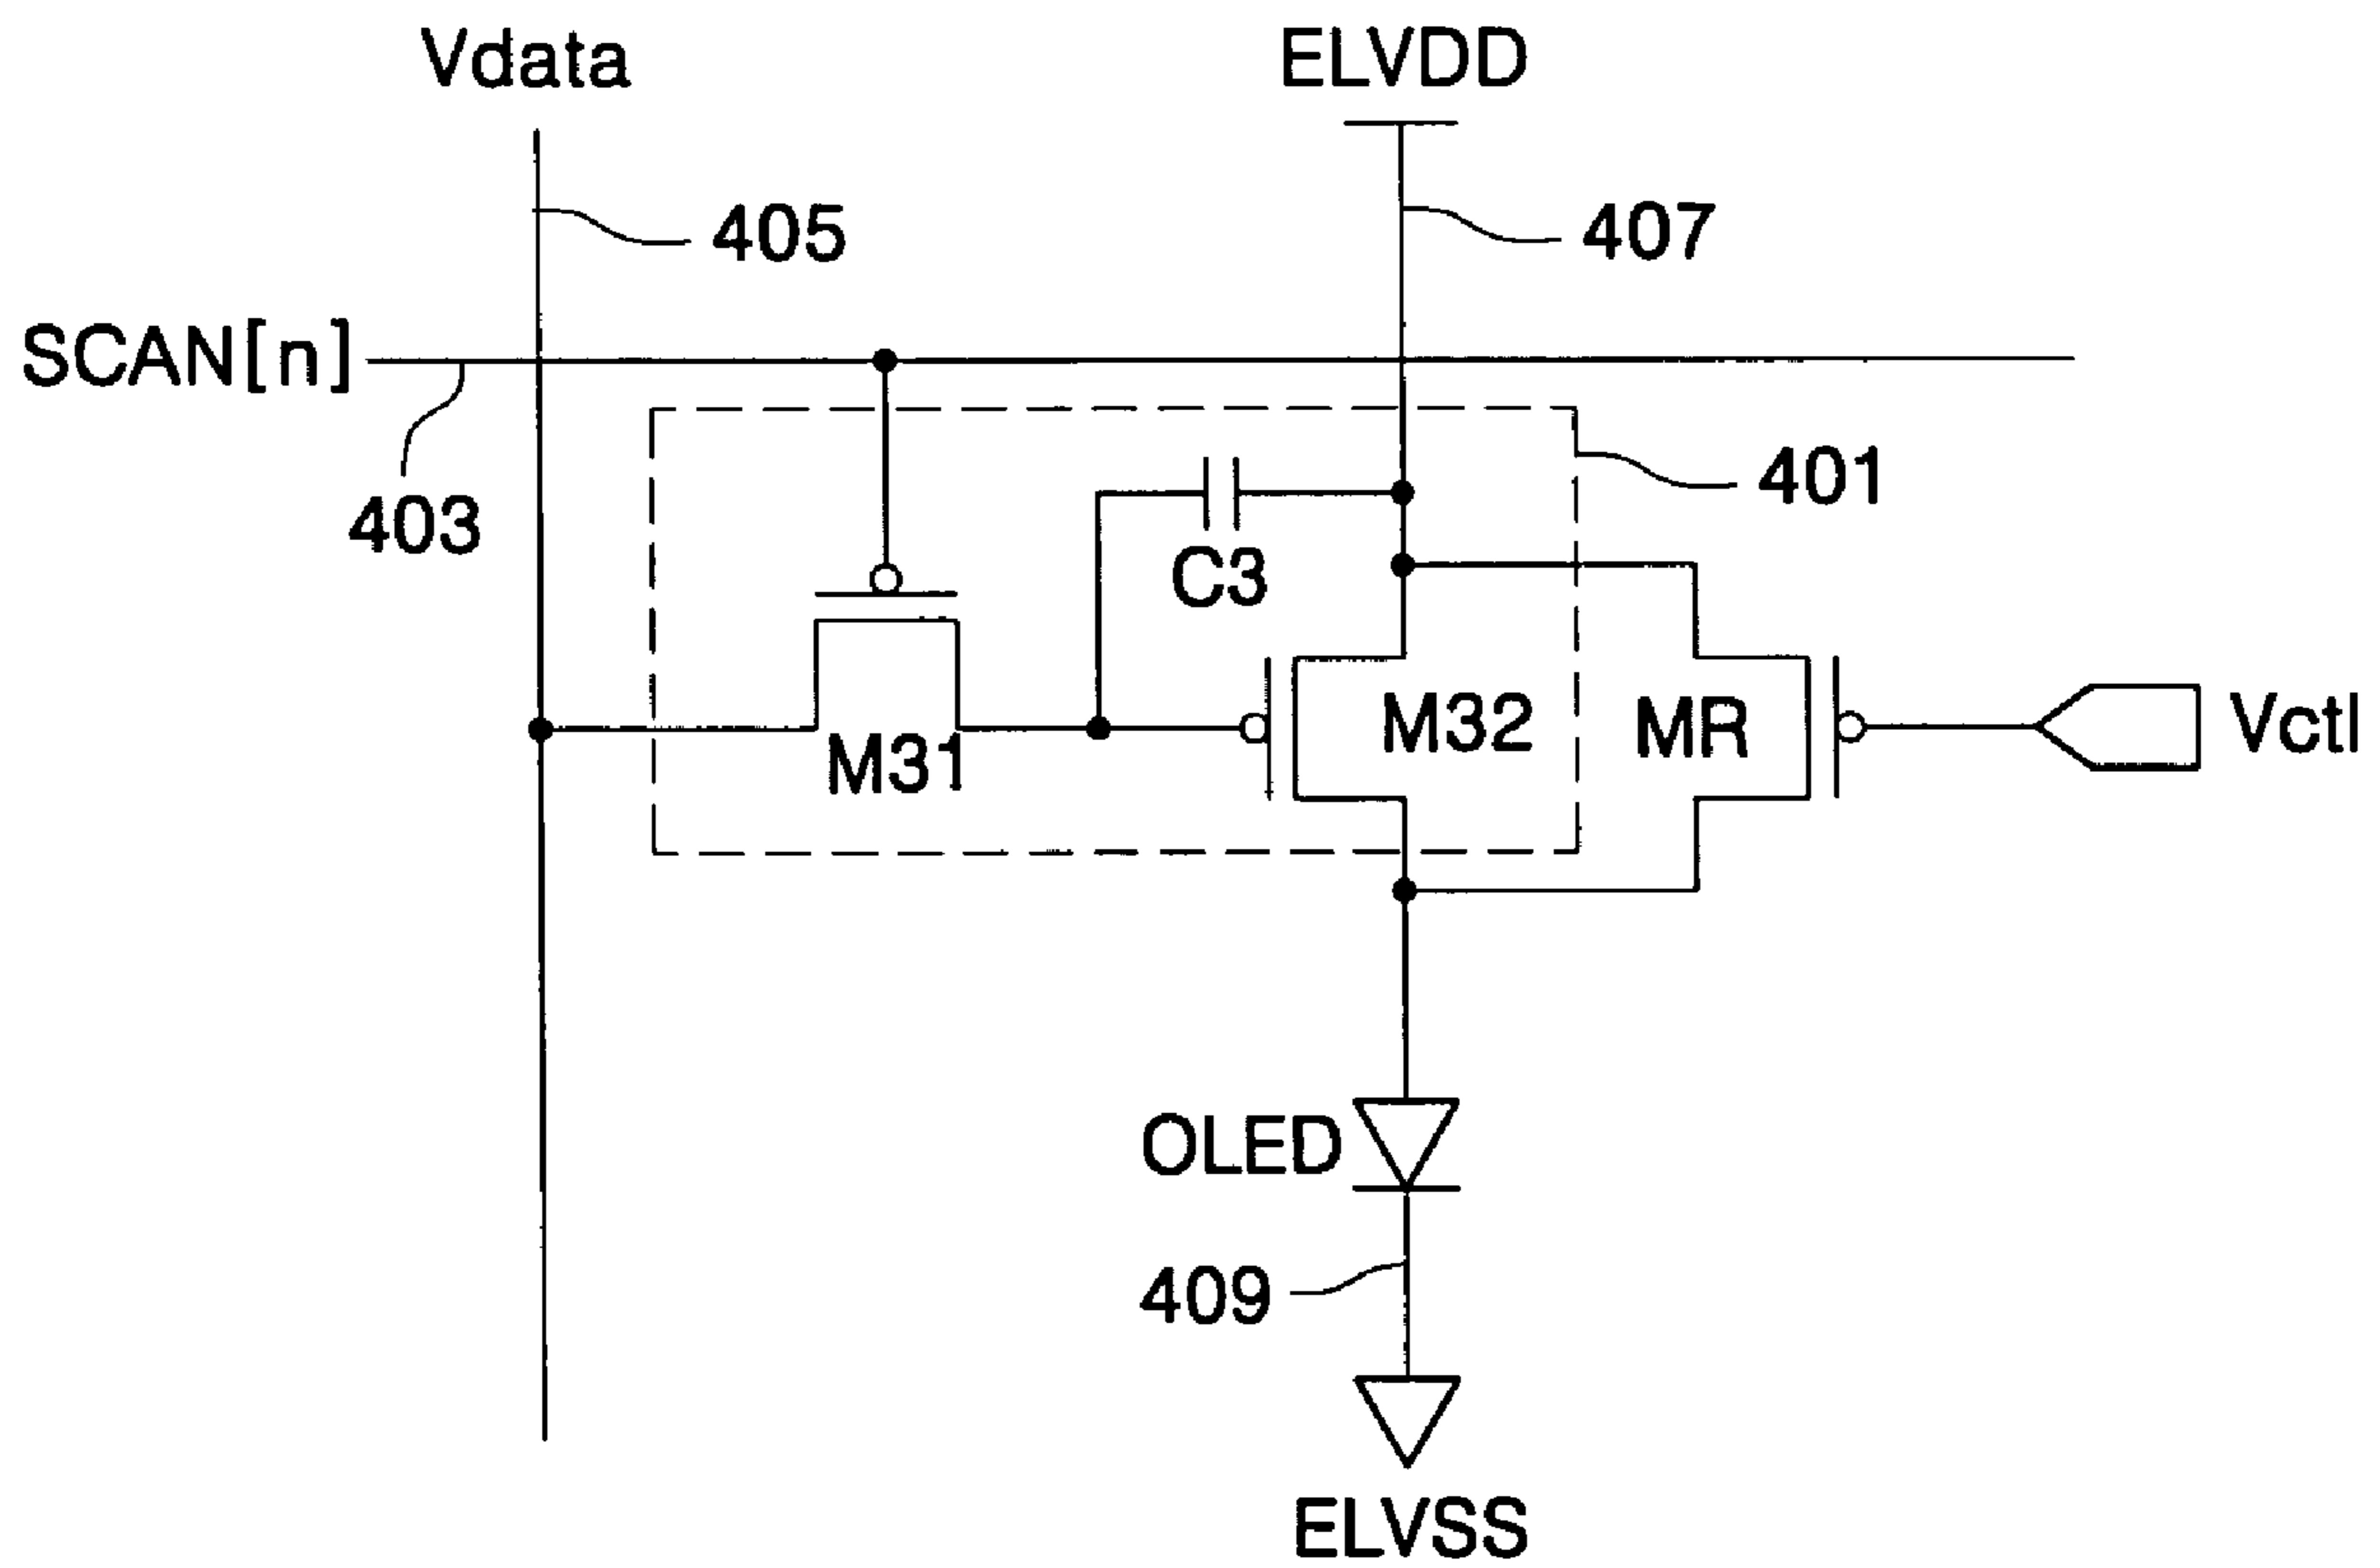 Vdata
ELVDD
405
407
SCAN[n]
403
401
C3
M31
M32
MR
Vctl
OLED
409
ELVSS